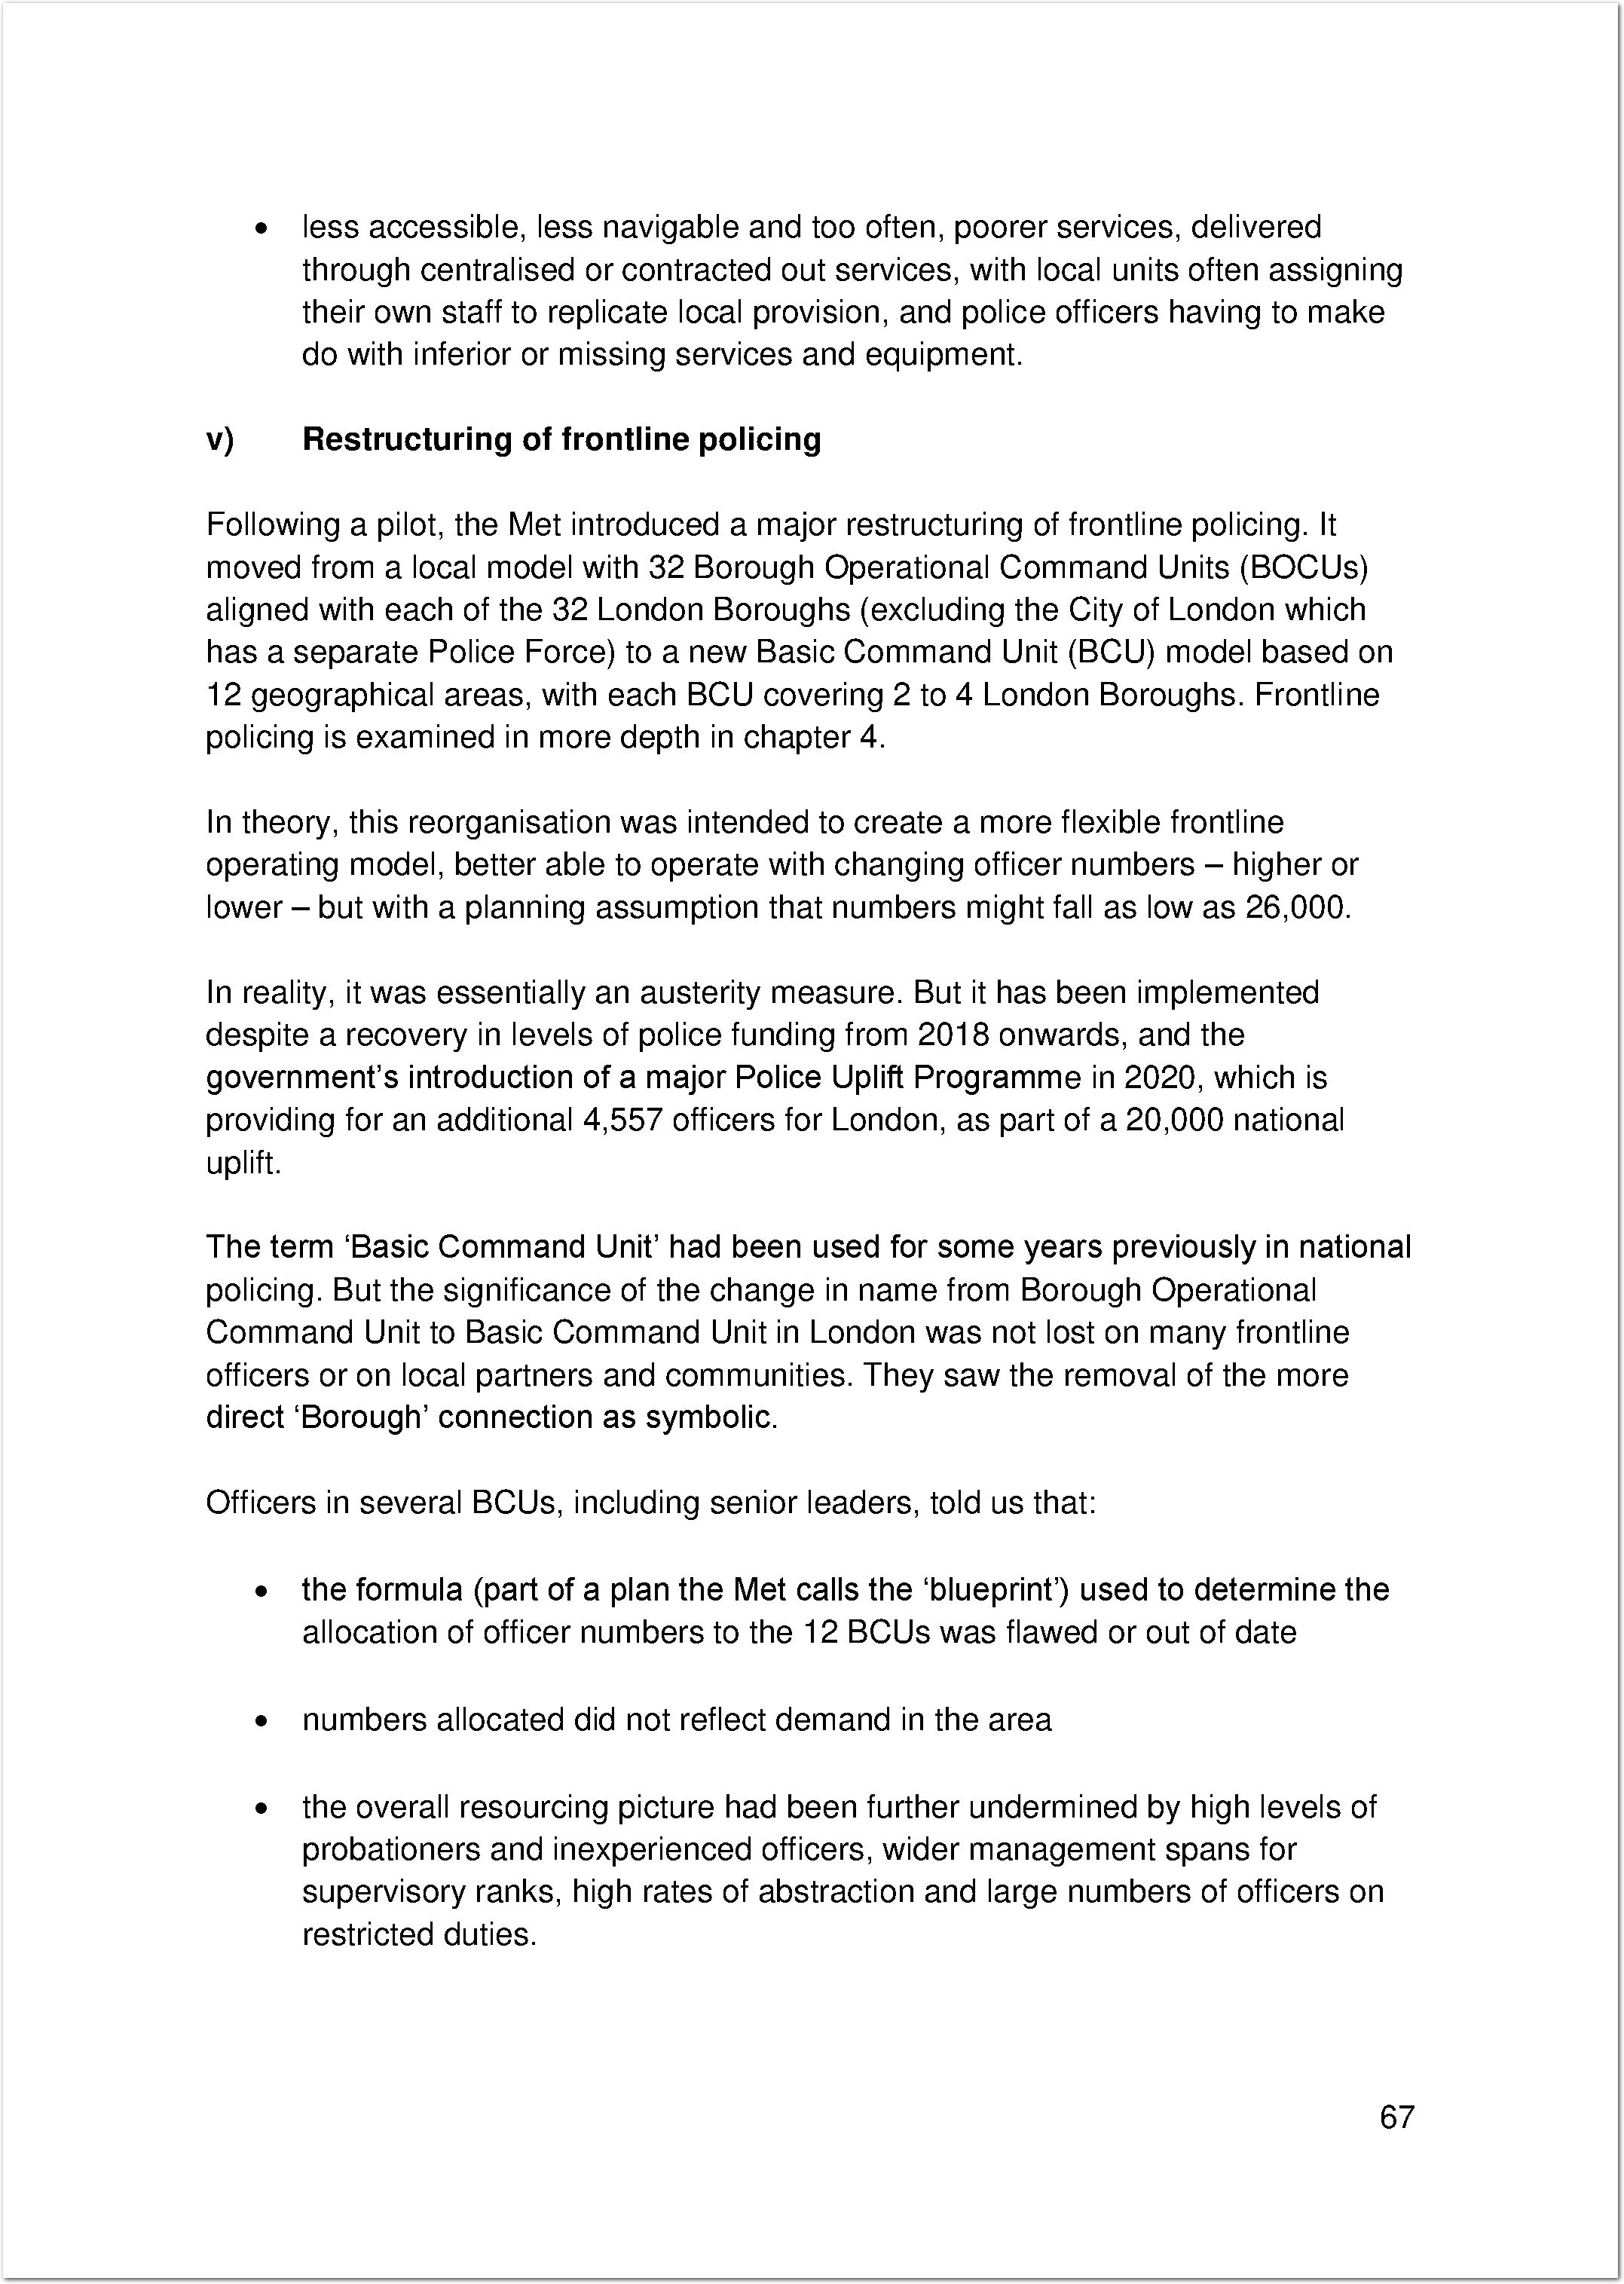 • less accessible, less navigable and too often, poorer services, delivered
through centralised or contracted out services, with local units often assigning
their own staff to replicate local provision, and police officers having to make
do with inferior or missing services and equipment.
v) Restructuring of frontline policing
Following a pilot, the Met introduced a major restructuring of frontline policing. It
moved from a local model with 32 Borough Operational Command Units (BOCUs)
aligned with each of the 32 London Boroughs (excluding the City of London which
has a separate Police Force) to a new Basic Command Unit (BCU) model based on
12 geographical areas, with each BCU covering 2 to 4 London Boroughs. Frontline
policing is examined in more depth in chapter 4.
In theory, this reorganisation was intended to create a more flexible frontline
operating model, better able to operate with changing officer numbers – higher or
lower – but with a planning assumption that numbers might fall as low as 26,000.
In reality, it was essentially an austerity measure. But it has been implemented
despite a recovery in levels of police funding from 2018 onwards, and the
government’s introduction of a major Police Uplift Programme in 2020, which is
providing for an additional 4,557 officers for London, as part of a 20,000 national
uplift.
The term ‘Basic Command Unit’ had been used for some years previously in national
policing. But the significance of the change in name from Borough Operational
Command Unit to Basic Command Unit in London was not lost on many frontline
officers or on local partners and communities. They saw the removal of the more
direct ‘Borough’ connection as symbolic.
Officers in several BCUs, including senior leaders, told us that:
• the formula (part of a plan the Met calls the ‘blueprint’) used to determine the
allocation of officer numbers to the 12 BCUs was flawed or out of date
• numbers allocated did not reflect demand in the area
• the overall resourcing picture had been further undermined by high levels of
probationers and inexperienced officers, wider management spans for
supervisory ranks, high rates of abstraction and large numbers of officers on
restricted duties.
67